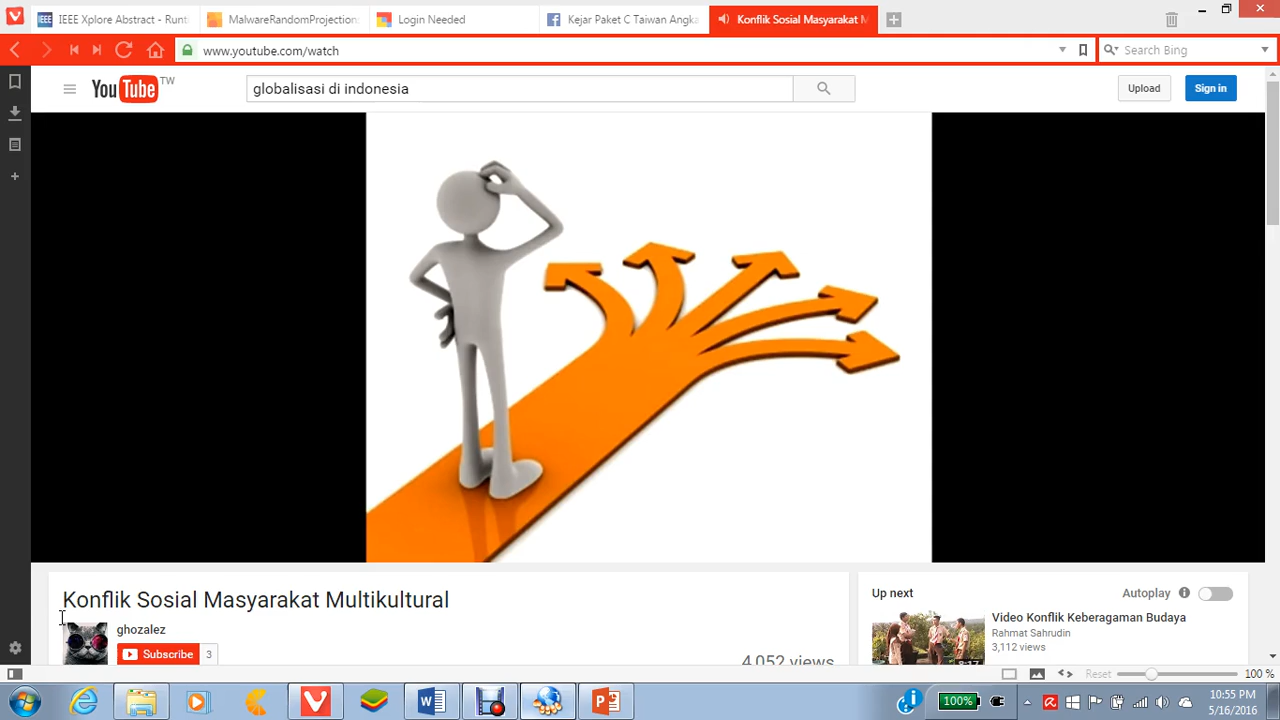 IEEE Xplore Abstract - Runt
MalwareRandomProjection
Login Needed
Kejar Paket C Taiwan Angka
Konflik Sosial Masyarakat M
www.youtube.com/watch
Search Bing
YouTube TW
globalisasi di indonesia
Upload
Sign in
Konflik Sosial Masyarakat Multikultural
ghozalez
Subscribe 3
4,052 views
Up next
Autoplay
Video Konflik Keberagaman Budaya
Rahmat Sahrudin
3,112 views
8:17
Reset
100 %
100%
10:55 PM
5/16/2016